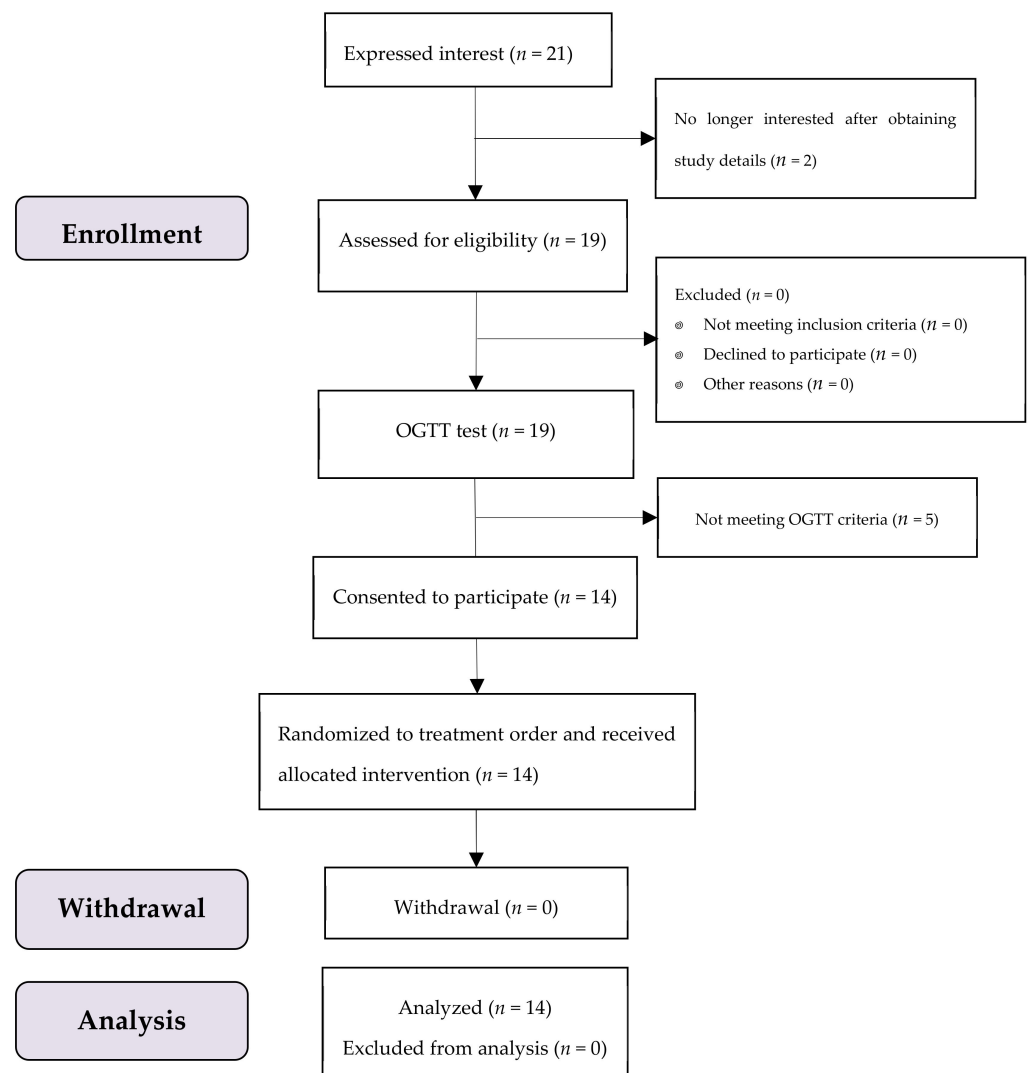 Expressed interest (n = 21)
No longer interested after obtaining
study details (n = 2)
Enrollment
Assessed for eligibility (n = 19)
Excluded (n = 0)
Not meeting inclusion criteria (n = 0)
Declined to participate (n = 0)
Other reasons (n = 0)
OGTT test (n = 19)
Not meeting OGTT criteria (n = 5)
Consented to participate (n = 14)
Randomized to treatment order and received
allocated intervention (n = 14)
Withdrawal
Withdrawal (n = 0)
Analysis
Analyzed (n = 14)
Excluded from analysis (n = 0)